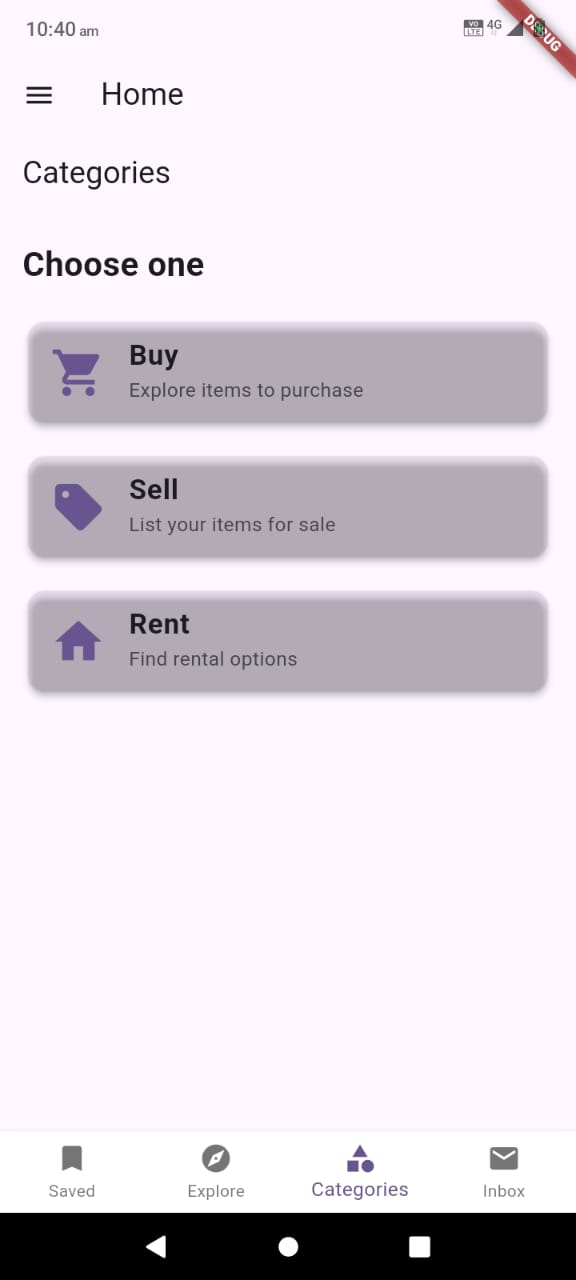 10:40 am
VO LTE 4G
DEBUG
Home
Categories
Choose one
Buy
Explore items to purchase
Sell
List your items for sale
Rent
Find rental options
Saved
Explore
Categories
Inbox